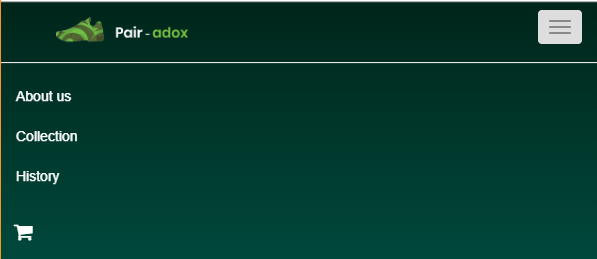 Pair - adox
About us
Collection
History